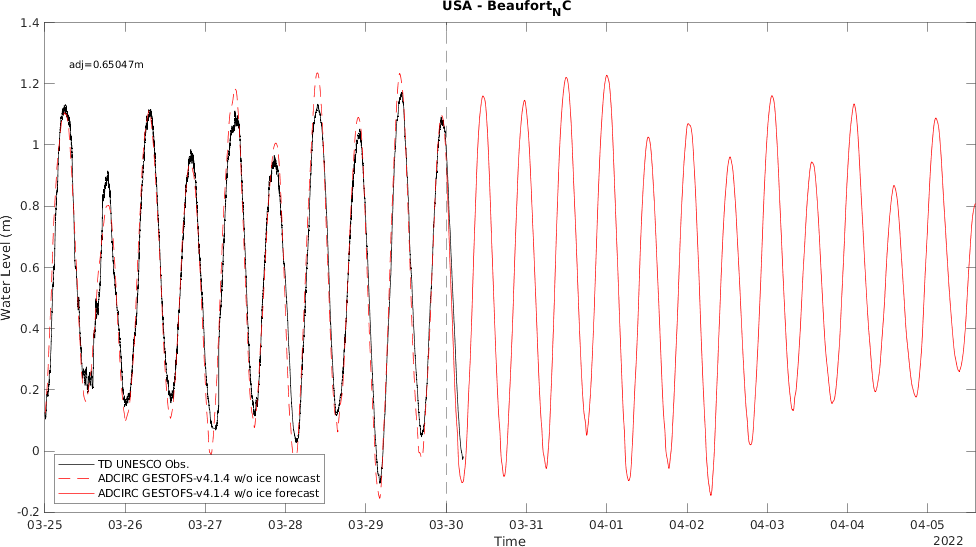 USA - Beaufort_NC
adj=0.65047m
1.4
1.2
1
0.8
0.6
0.4
0.2
0
-0.2
Water Level (m)
TD UNESCO Obs.
ADCIRC GESTOFS-v4.1.4 w/o ice nowcast
ADCIRC GESTOFS-v4.1.4 w/o ice forecast
03-25 03-26 03-27 03-28 03-29 03-30 03-31 04-01 04-02 04-03 04-04 04-05
Time
2022